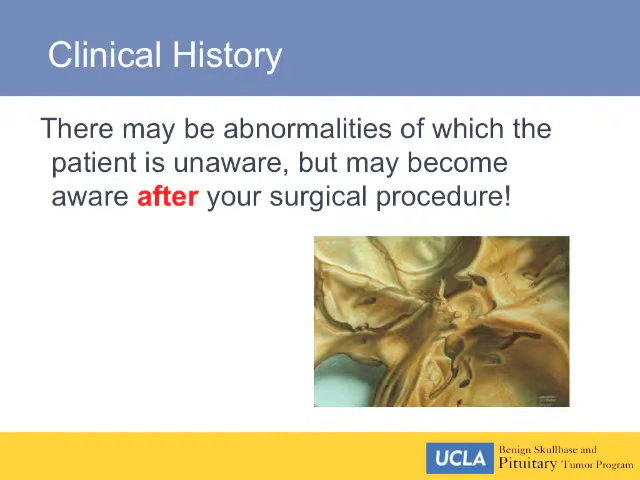 Clinical History
There may be abnormalities of which the
patient is unaware, but may become
aware after your surgical procedure!
UCLA
Benign Skullbase and
Pituitary Tumor Program